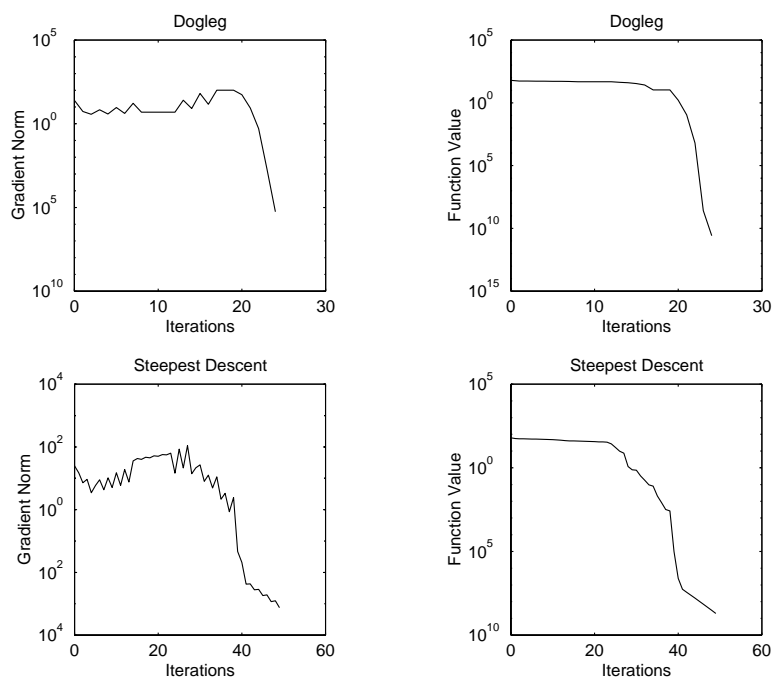 Dogleg
10^5
10^0
10^5
10^10
Gradient Norm
0 10 20 30
Iterations
Dogleg
10^5
10^0
10^5
10^10
10^15
Function Value
0 10 20 30
Iterations
Steepest Descent
10^4
10^2
10^0
10^2
10^4
Gradient Norm
0 20 40 60
Iterations
Steepest Descent
10^5
10^0
10^5
10^10
Function Value
0 20 40 60
Iterations